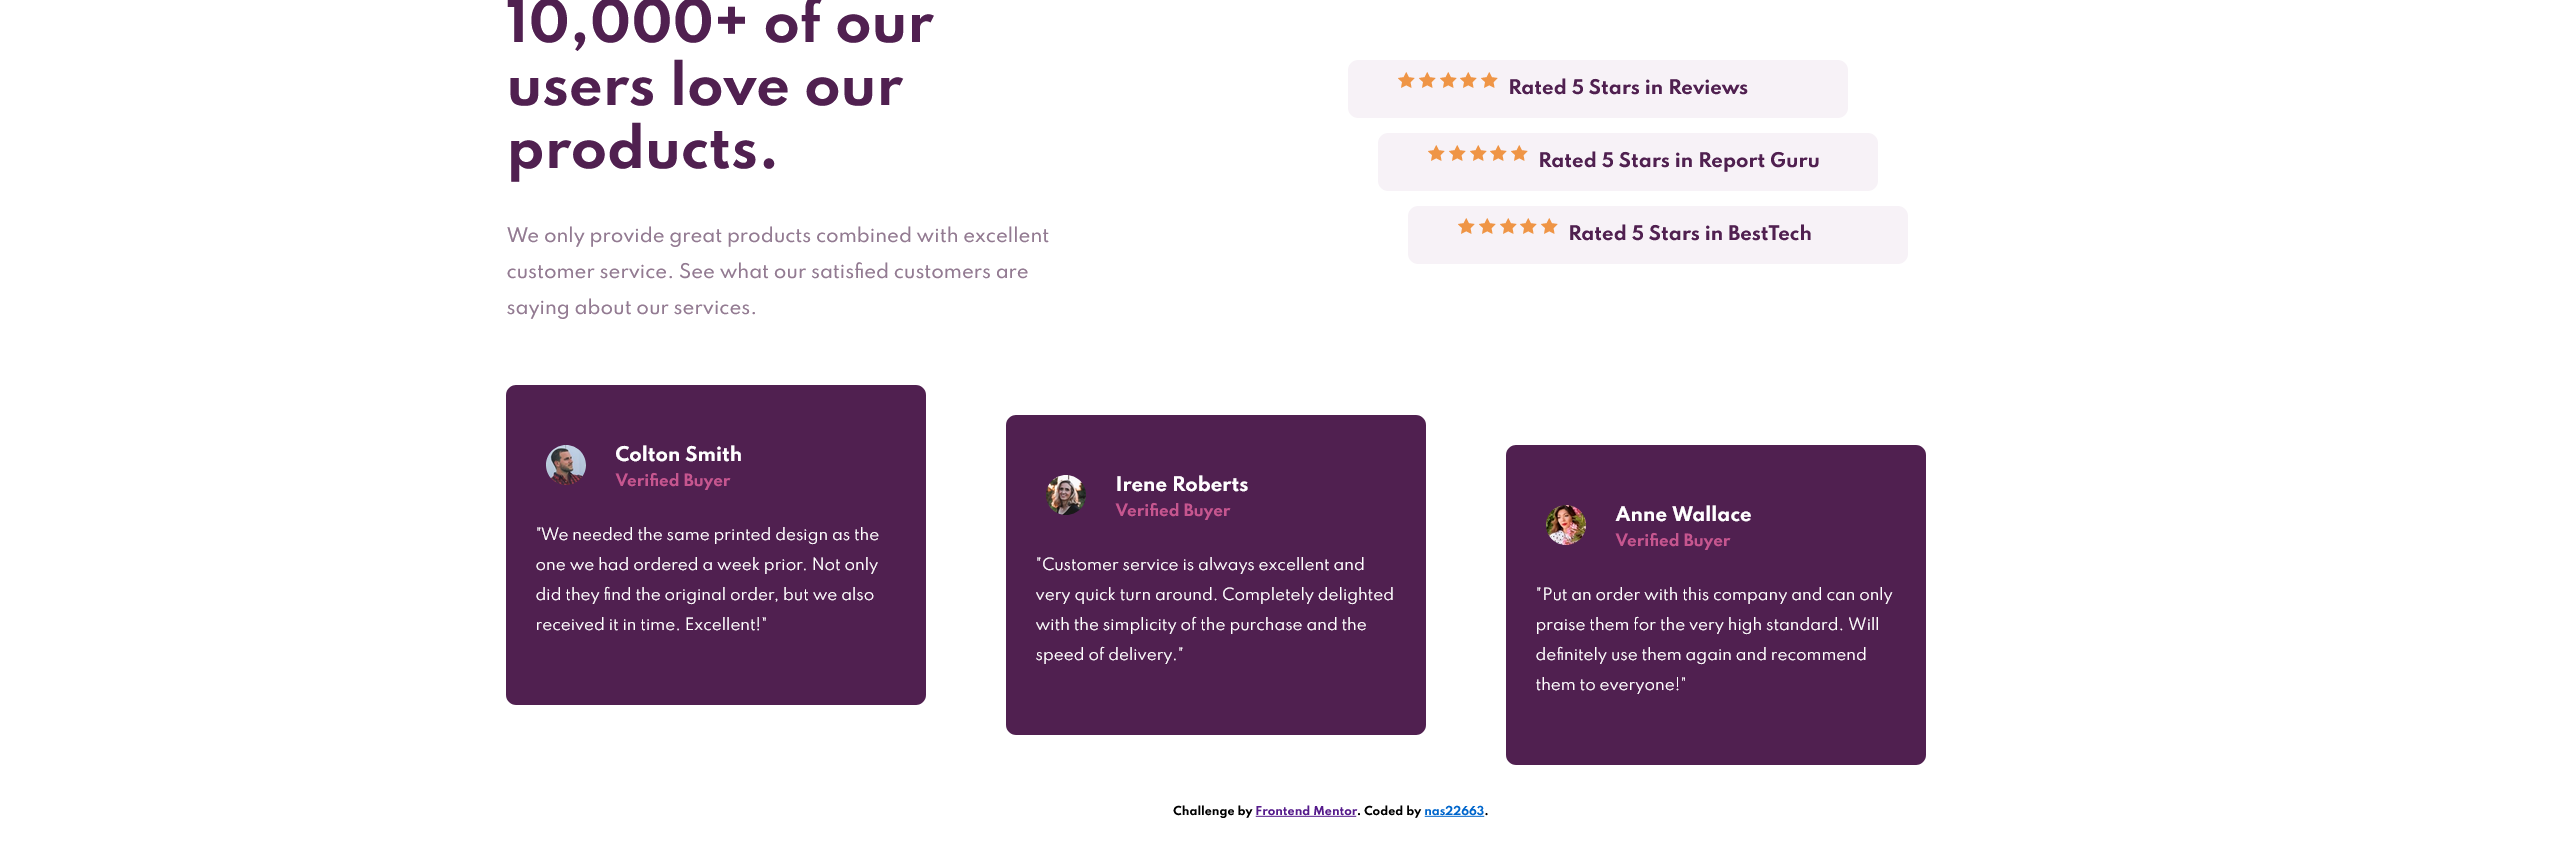 10,000+ of our
users love our
products.
We only provide great products combined with excellent
customer service. See what our satisfied customers are
saying about our services.
Rated 5 Stars in Reviews
Rated 5 Stars in Report Guru
Rated 5 Stars in BestTech
Colton Smith
Verified Buyer
"We needed the same printed design as the
one we had ordered a week prior. Not only
did they find the original order, but we also
received it in time. Excellent!"
Irene Roberts
Verified Buyer
"Customer service is always excellent and
very quick turn around. Completely delighted
with the simplicity of the purchase and the
speed of delivery."
Anne Wallace
Verified Buyer
"Put an order with this company and can only
praise them for the very high standard. Will
definitely use them again and recommend
them to everyone!"
Challenge by Frontend Mentor. Coded by nas22663.